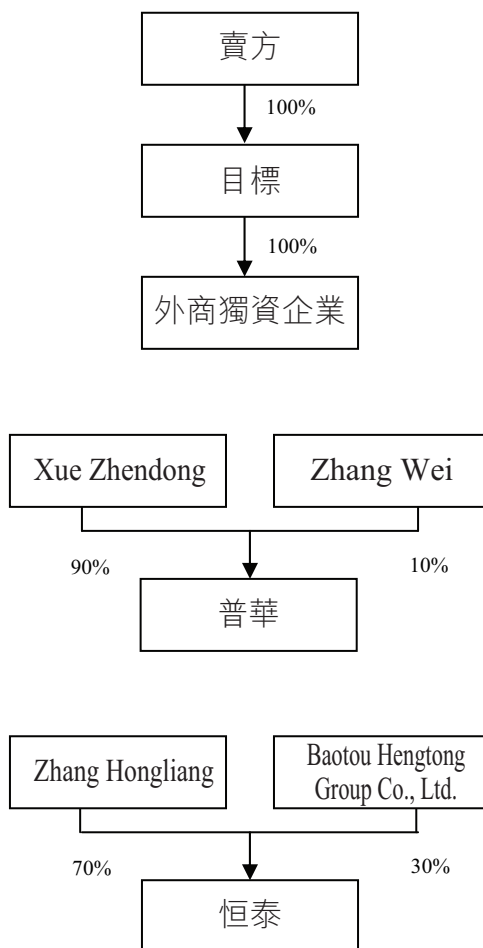 賣方
100%
目標
100%
外商獨資企業
Xue Zhendong
Zhang Wei
90%
10%
普華
Zhang Hongliang
Baotou Hengtong
Group Co., Ltd.
70%
30%
恒泰